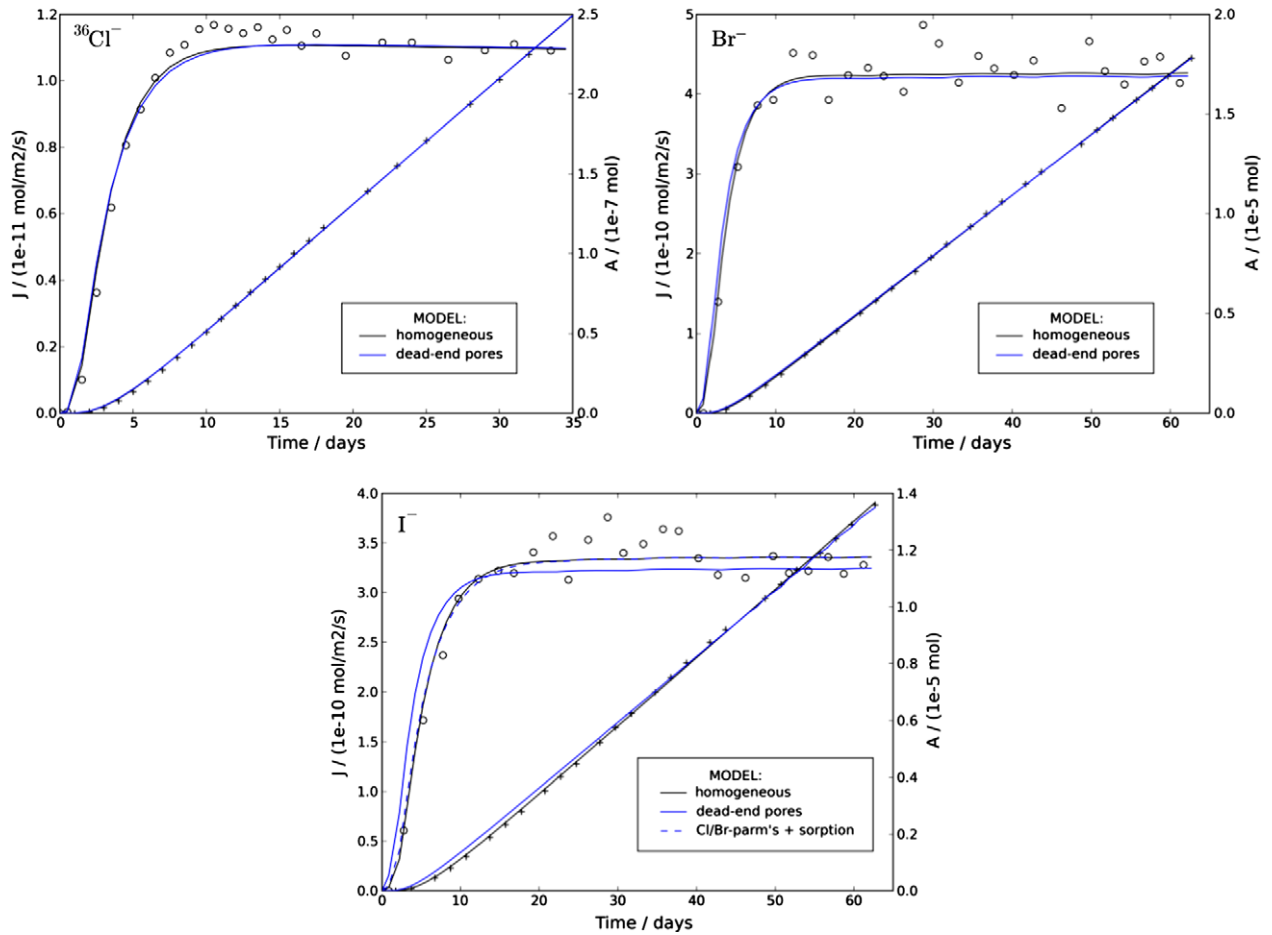 ³⁶Cl⁻
1.2
1.0
0.8
0.6
0.4
0.2
0.0
J / (1e-11 mol/m2/s)
2.5
2.0
1.5
1.0
0.5
0.0
A / (1e-7 mol)
0 5 10 15 20 25 30 35
Time / days
MODEL:
homogeneous
dead-end pores
Br⁻
5
4
3
2
1
0
J / (1e-10 mol/m2/s)
2.0
1.5
1.0
0.5
0.0
A / (1e-5 mol)
0 10 20 30 40 50 60
Time / days
MODEL:
homogeneous
dead-end pores
I⁻
4.0
3.5
3.0
2.5
2.0
1.5
1.0
0.5
0.0
J / (1e-10 mol/m2/s)
1.4
1.2
1.0
0.8
0.6
0.4
0.2
0.0
A / (1e-5 mol)
0 10 20 30 40 50 60
Time / days
MODEL:
homogeneous
dead-end pores
Cl/Br-parm's + sorption